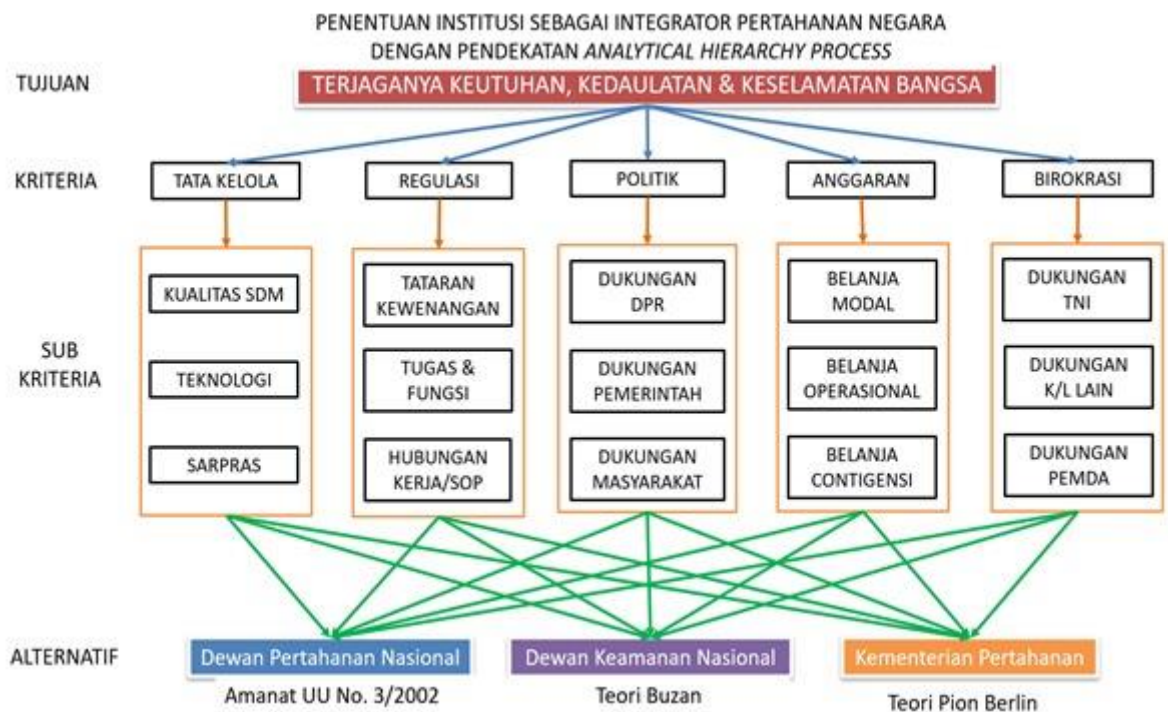 PENENTUAN INSTITUSI SEBAGAI INTEGRATOR PERTAHANAN NEGARA
DENGAN PENDEKATAN ANALYTICAL HIERARCHY PROCESS
TUJUAN
TERJAGANYA KEUTUHAN, KEDAULATAN & KESELAMATAN BANGSA
KRITERIA
TATA KELOLA
REGULASI
POLITIK
ANGGARAN
BIROKRASI
SUB
KRITERIA
KUALITAS SDM
TEKNOLOGI
SARPRAS
TATARAN
KEWENANGAN
TUGAS &
FUNGSI
HUBUNGAN
KERJA/SOP
DUKUNGAN
DPR
DUKUNGAN
PEMERINTAH
DUKUNGAN
MASYARAKAT
BELANJA
MODAL
BELANJA
OPERASIONAL
BELANJA
CONTIGENSI
DUKUNGAN
TNI
DUKUNGAN
K/L LAIN
DUKUNGAN
PEMDA
ALTERNATIF
Dewan Pertahanan Nasional
Dewan Keamanan Nasional
Kementerian Pertahanan
Amanat UU No. 3/2002
Teori Buzan
Teori Pion Berlin